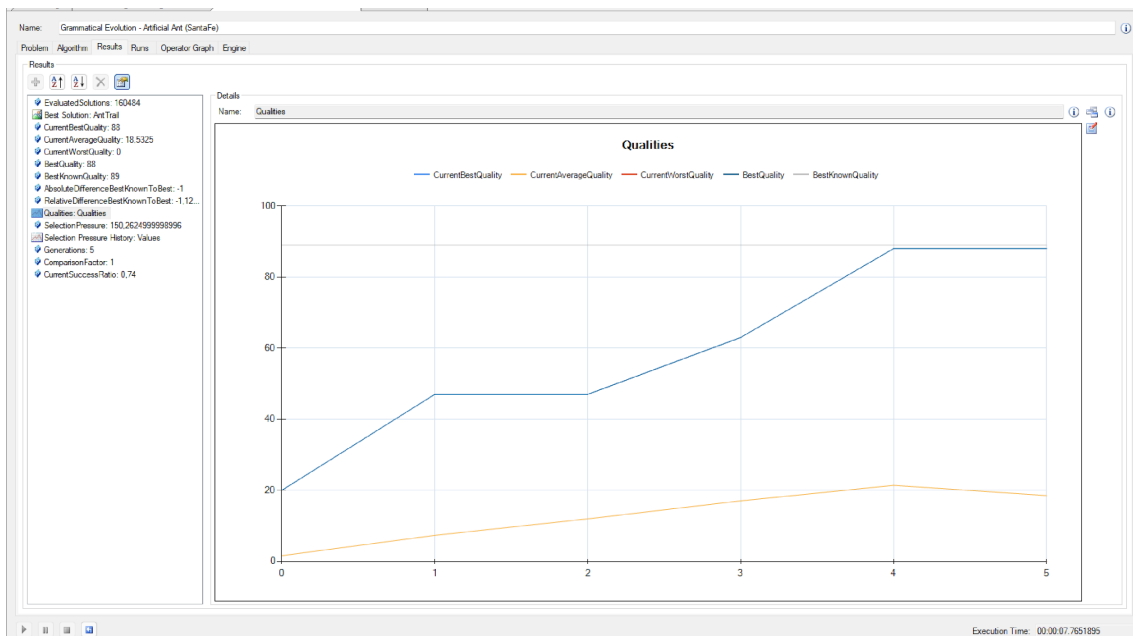 Name: Grammatical Evolution - Artificial Ant (SantaFe)
Problem Algorithm Results Runs Operator Graph Engine
Results
EvaluatedSolutions: 160484
Best Solution: AntTrail
CurrentBestQuality: 88
CurrentAverageQuality: 18,5325
CurrentWorstQuality: 0
BestQuality: 88
BestKnownQuality: 89
AbsoluteDifferenceBestKnownToBest: -1
RelativeDifferenceBestKnownToBest: -1,12...
Qualities: Qualities
SelectionPressure: 150,2624999998996
Selection Pressure History: Values
Generations: 5
ComparisonFactor: 1
CurrentSuccessRatio: 0,74
Details
Name: Qualities
Qualities
CurrentBestQuality CurrentAverageQuality CurrentWorstQuality BestQuality BestKnownQuality
100
80
60
40
20
0
0 1 2 3 4 5
Execution Time: 00:00:07.7651895